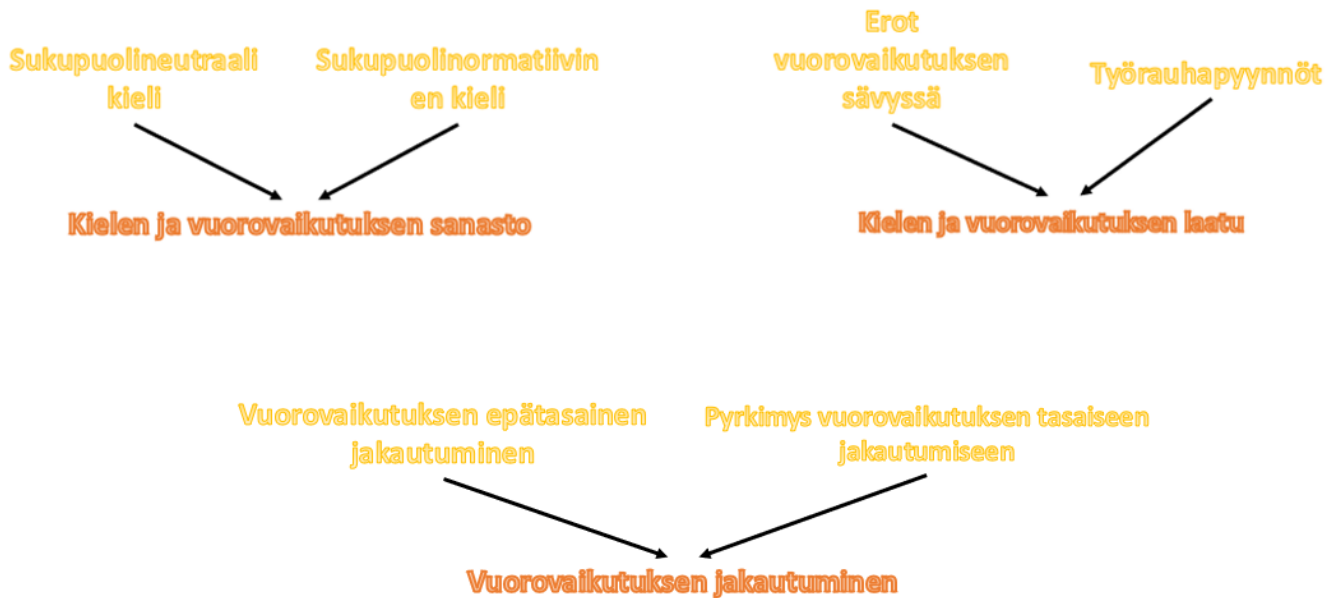 Sukupuolineutraali
kieli
Sukupuolinormatiivin
en kieli
Erot
vuorovaikutuksen
sävyssä
Työrauhapyynnöt
Kielen ja vuorovaikutuksen sanasto
Kielen ja vuorovaikutuksen laatu
Vuorovaikutuksen epätasainen
jakautuminen
Pyrkimys vuorovaikutuksen tasaiseen
jakautumiseen
Vuorovaikutuksen jakautuminen